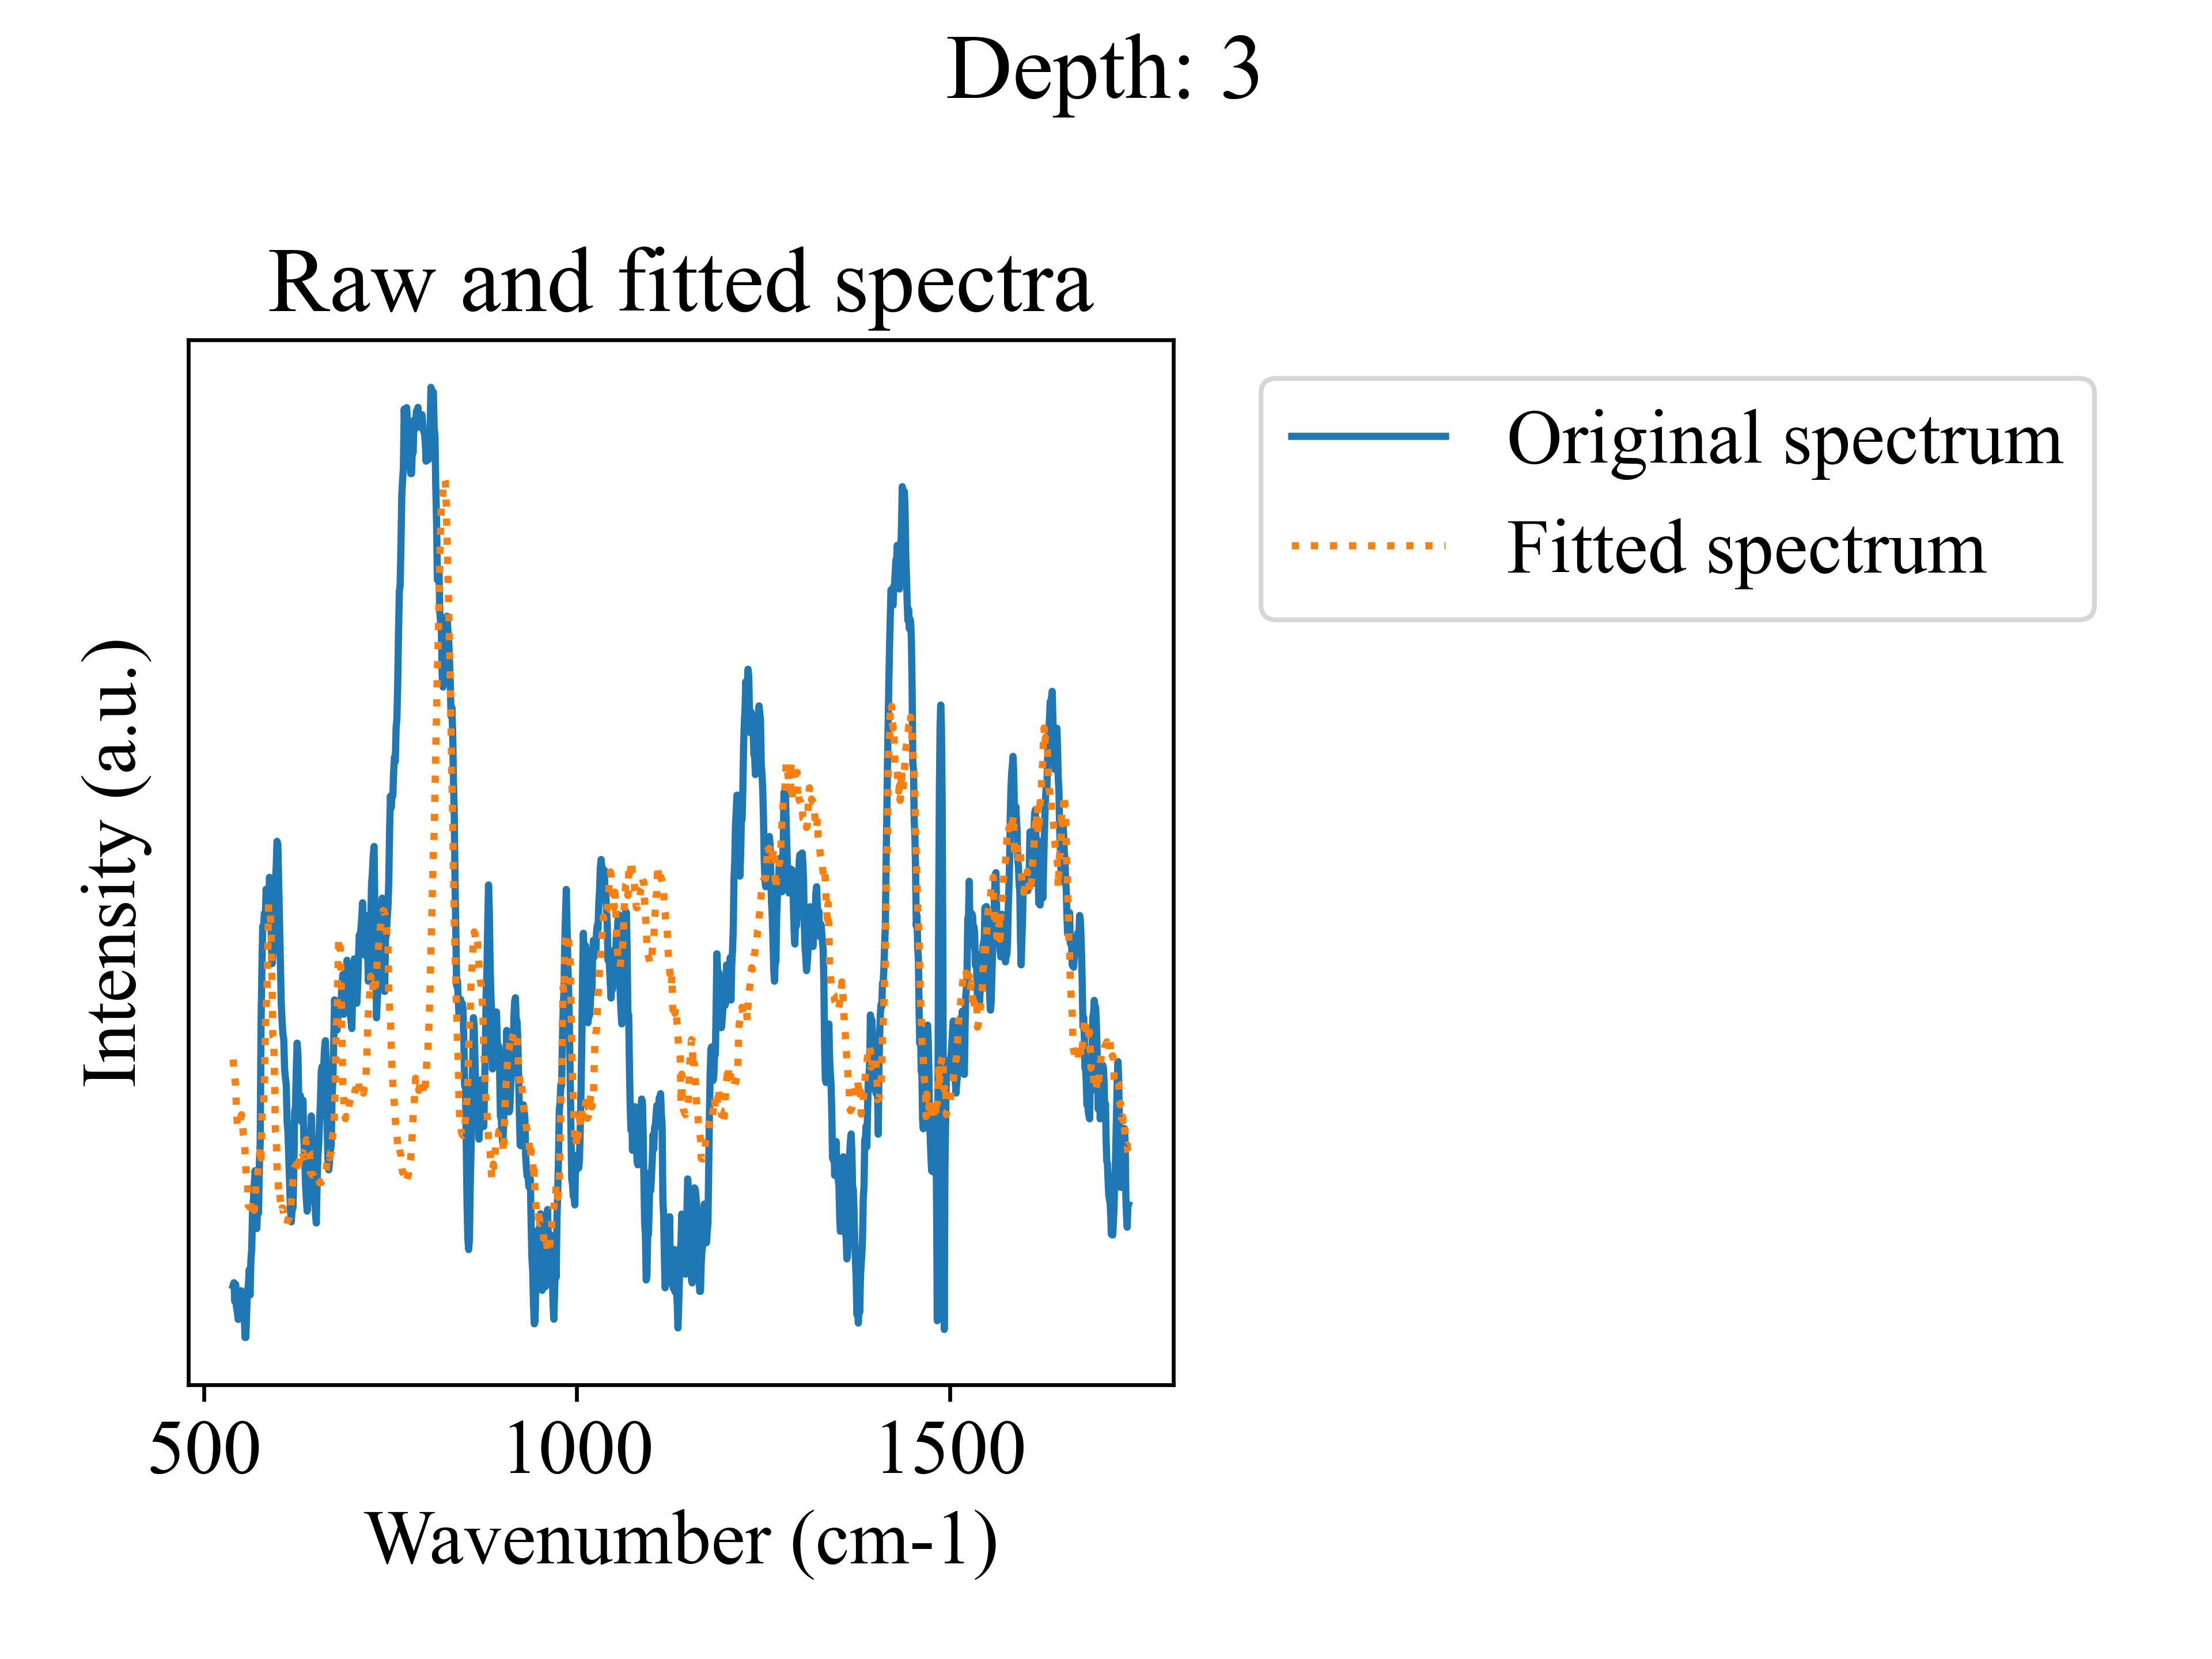 Depth: 3
Raw and fitted spectra
Original spectrum
Fitted spectrum
Intensity (a.u.)
500 1000 1500
Wavenumber (cm-1)